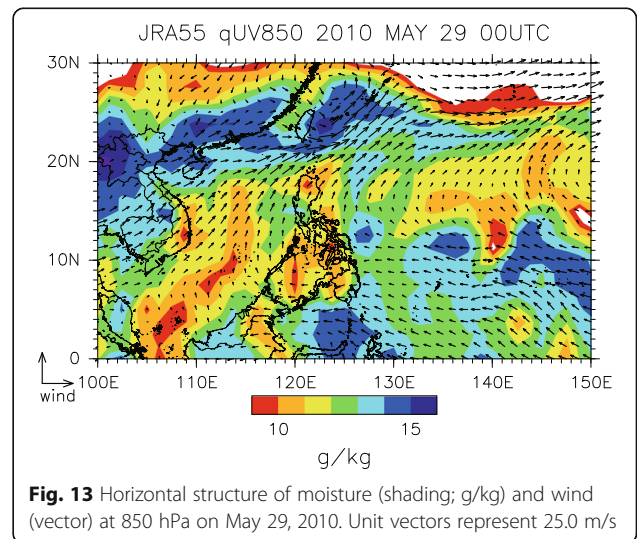 JRA55 qUV850 2010 MAY 29 00UTC
30N
20N
10N
0
100E 110E 120E 130E 140E 150E
wind
10 15
g/kg
Fig. 13 Horizontal structure of moisture (shading; g/kg) and wind
(vector) at 850 hPa on May 29, 2010. Unit vectors represent 25.0 m/s